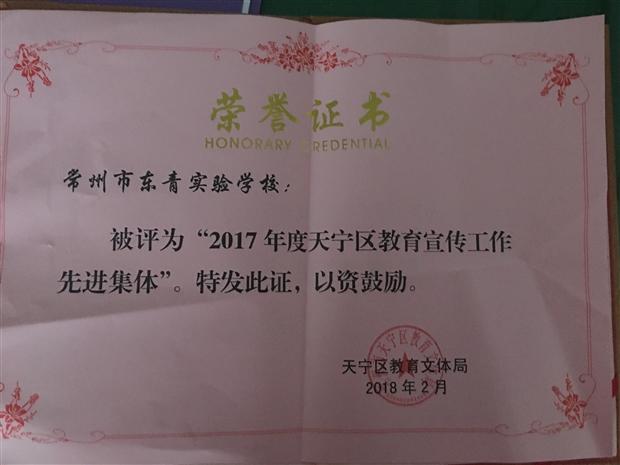 荣誉证书
HONORARY CREDENTIAL
常州市东青实验学校：
被评为“2017年度天宁区教育宣传工作
先进集体”。特发此证，以资鼓励。
天宁区教育文体局
2018年2月